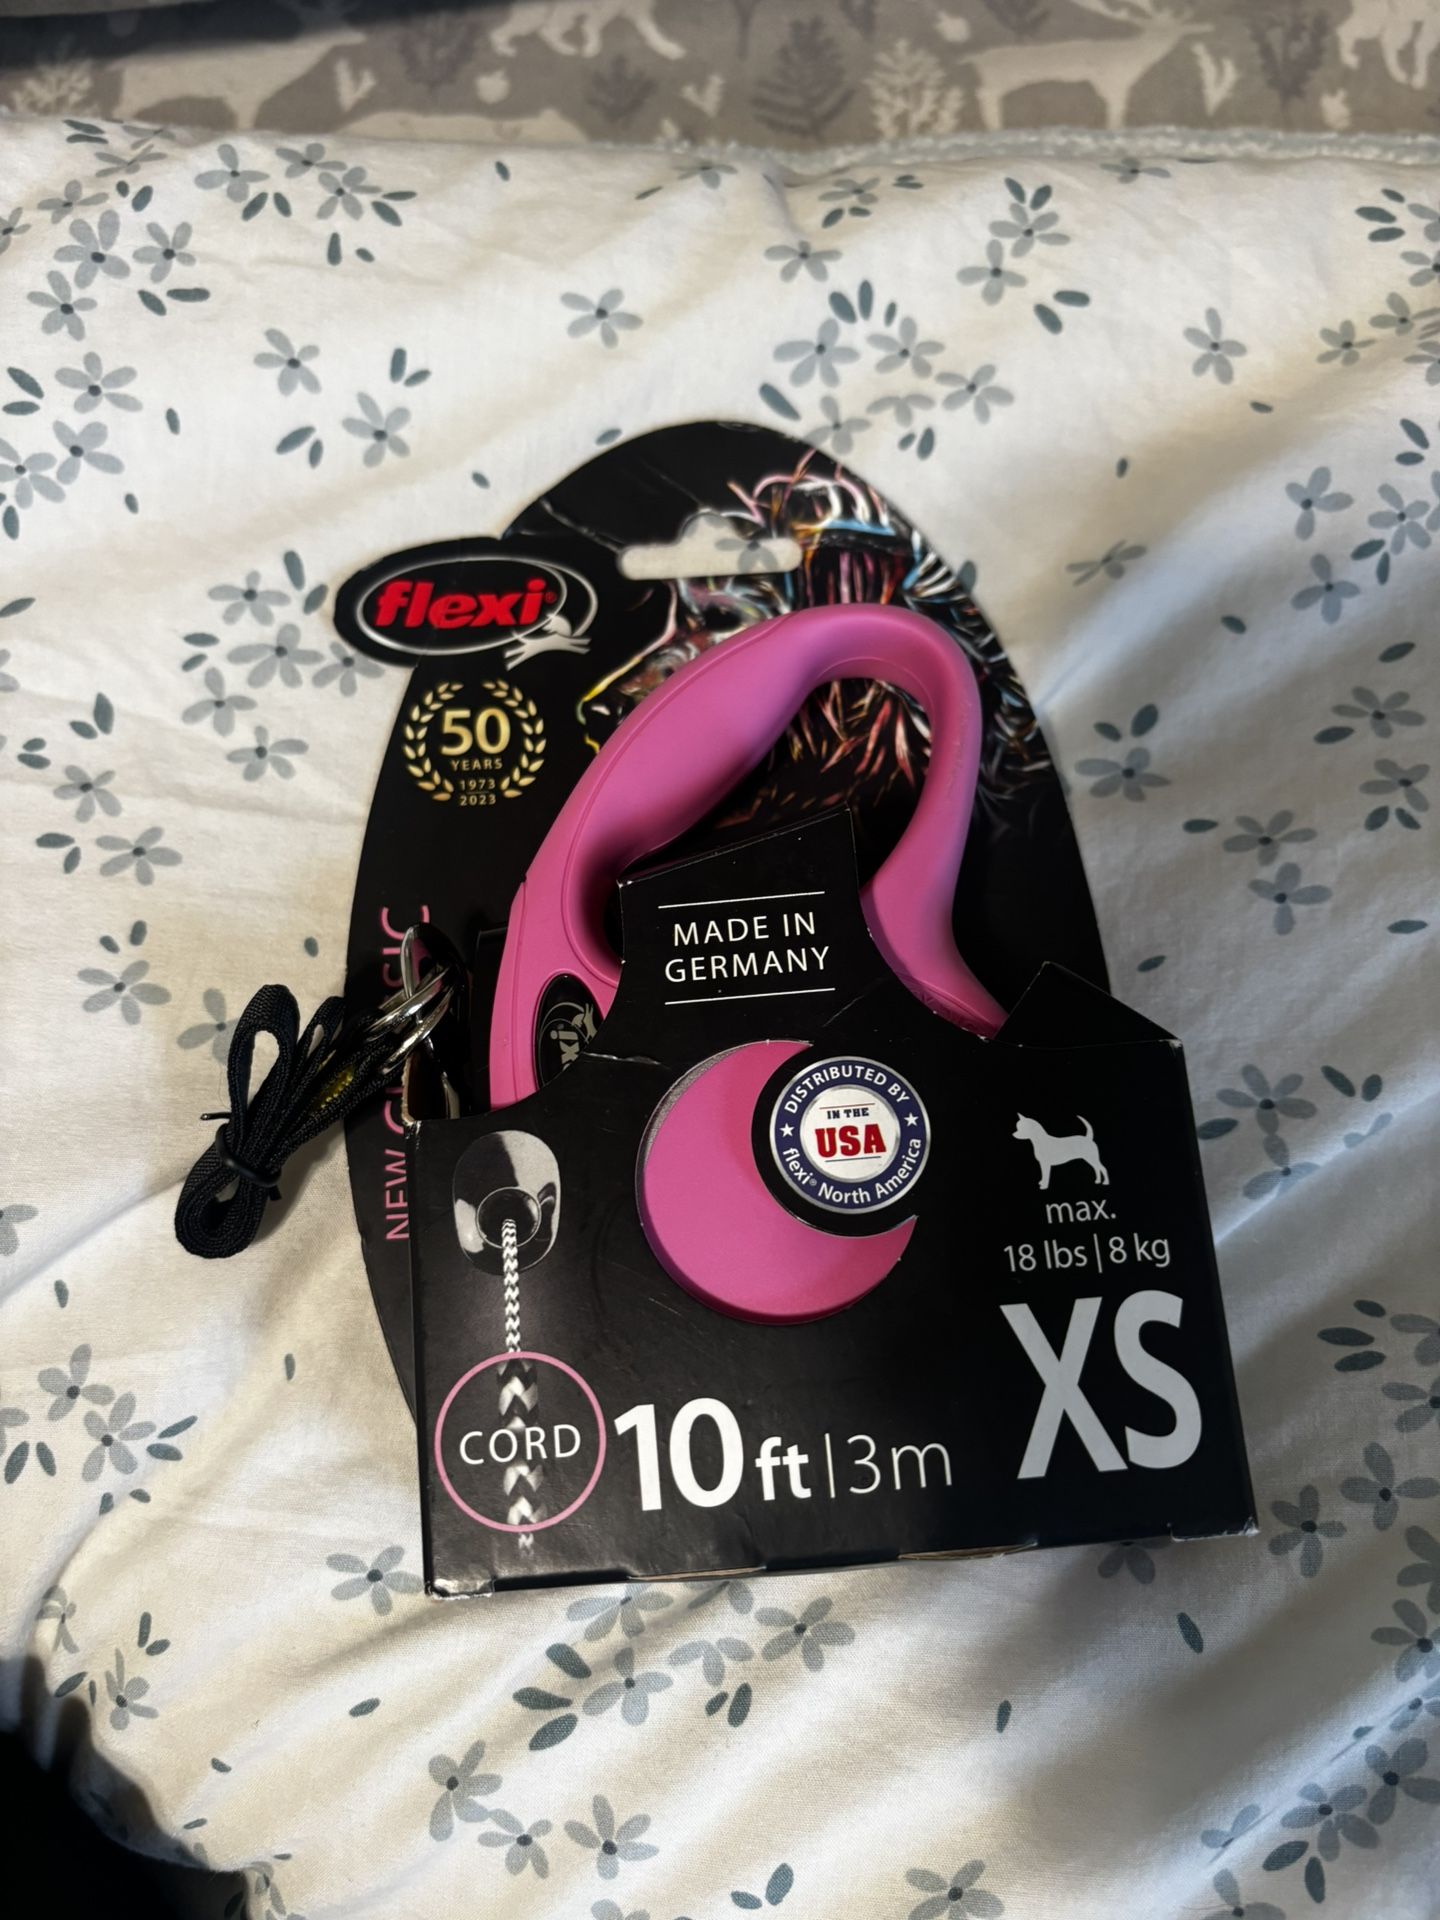 flexi®
50
YEARS
1973
2023
NEW CLASSIC
MADE IN
GERMANY
DISTRIBUTED BY
IN THE
USA
flexi® North America
max.
18 lbs | 8 kg
XS
CORD
10 ft | 3 m